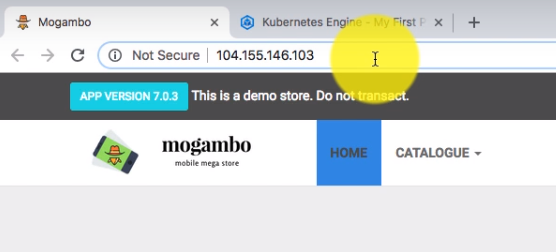 Mogambo
Kubernetes Engine - My First P
Not Secure
104.155.146.103
APP VERSION 7.0.3 This is a demo store. Do not transact.
mogambo
mobile mega store
HOME
CATALOGUE